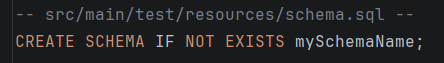 -- src/main/test/resources/schema.sql --
CREATE SCHEMA IF NOT EXISTS mySchemaName;